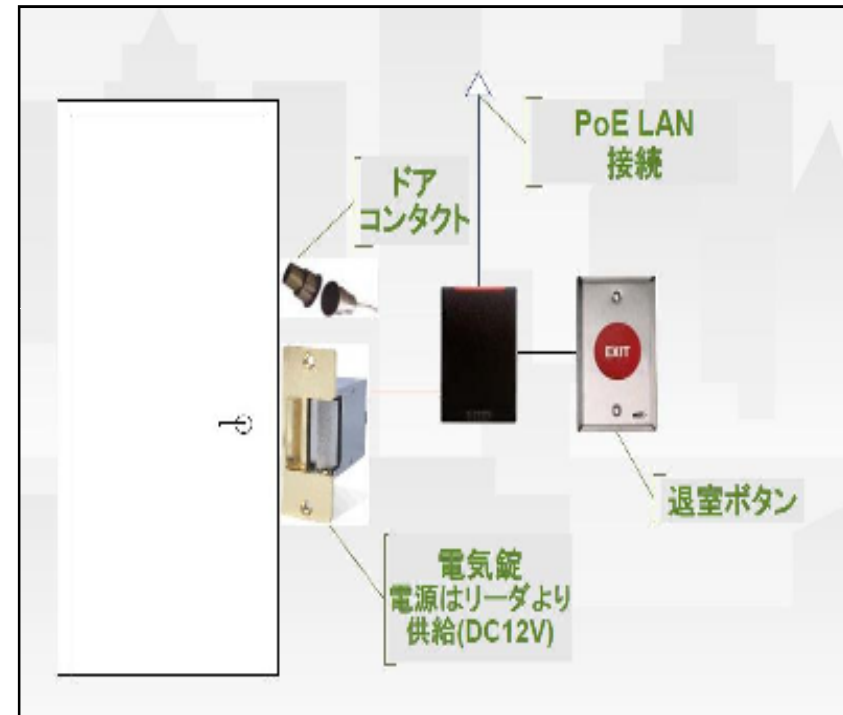 PoE LAN
接続
ドア
コンタクト
EXIT
退室ボタン
電気錠
電源はリーダより
供給(DC12V)